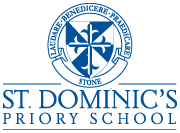 LAUDARE·BENEDICERE·PRAEDICARE
STONE
ST. DOMINIC'S
PRIORY SCHOOL